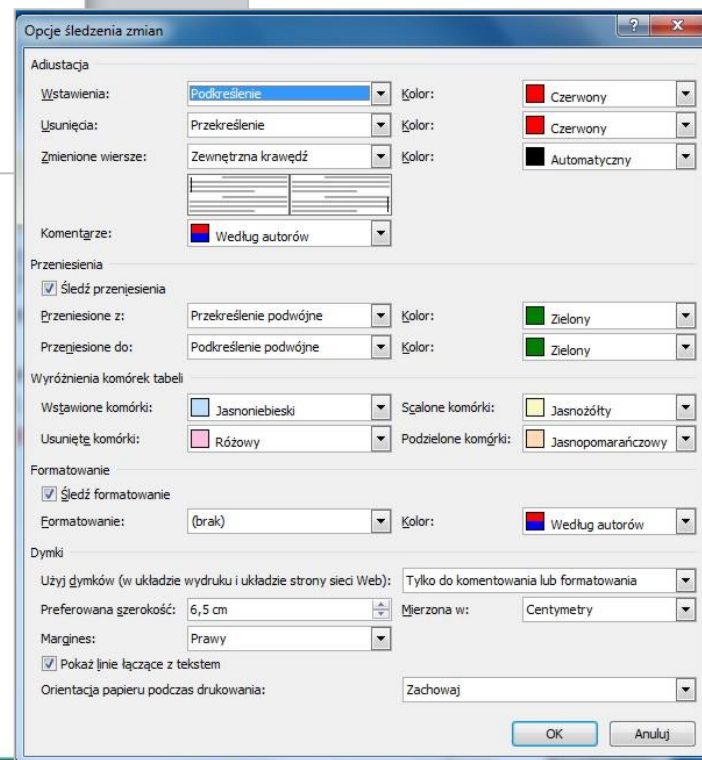 Opcje śledzenia zmian
Adiustacja
Wstawienia: Podkreślenie Kolor: Czerwony
Usunięcia: Przekreślenie Kolor: Czerwony
Zmienione wiersze: Zewnętrzna krawędź Kolor: Automatyczny
Komentarze: Według autorów
Przeniesienia
Śledź przeniesienia
Przeniesione z: Przekreślenie podwójne Kolor: Zielony
Przeniesione do: Podkreślenie podwójne Kolor: Zielony
Wyróżnienia komórek tabeli
Wstawione komórki: Jasnoniebieski Scalone komórki: Jasnożółty
Usunięte komórki: Różowy Podzielone komórki: Jasnopomarańczowy
Formatowanie
Śledź formatowanie
Formatowanie: (brak) Kolor: Według autorów
Dymki
Użyj dymków (w układzie wydruku i układzie strony sieci Web): Tylko do komentowania lub formatowania
Preferowana szerokość: 6,5 cm Mierzona w: Centymetry
Margines: Prawy
Pokaż linie łączące z tekstem
Orientacja papieru podczas drukowania: Zachowaj
OK Anuluj